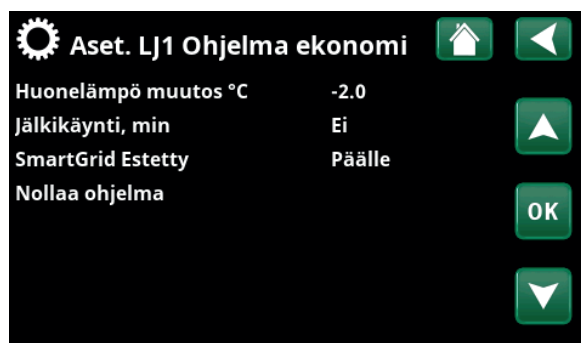 Aset. LJ1 Ohjelma ekonomi
Huonelämpö muutos °C -2.0
Jälkikäynti, min Ei
SmartGrid Estetty Päälle
Nollaa ohjelma
OK